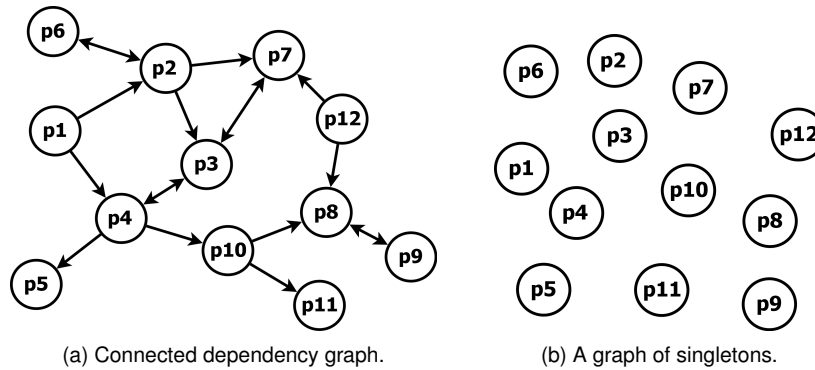 p6
p2
p7
p1
p12
p3
p4
p8
p10
p9
p5
p11
(a) Connected dependency graph.
p6
p2
p7
p3
p12
p1
p10
p4
p8
p5
p11
p9
(b) A graph of singletons.